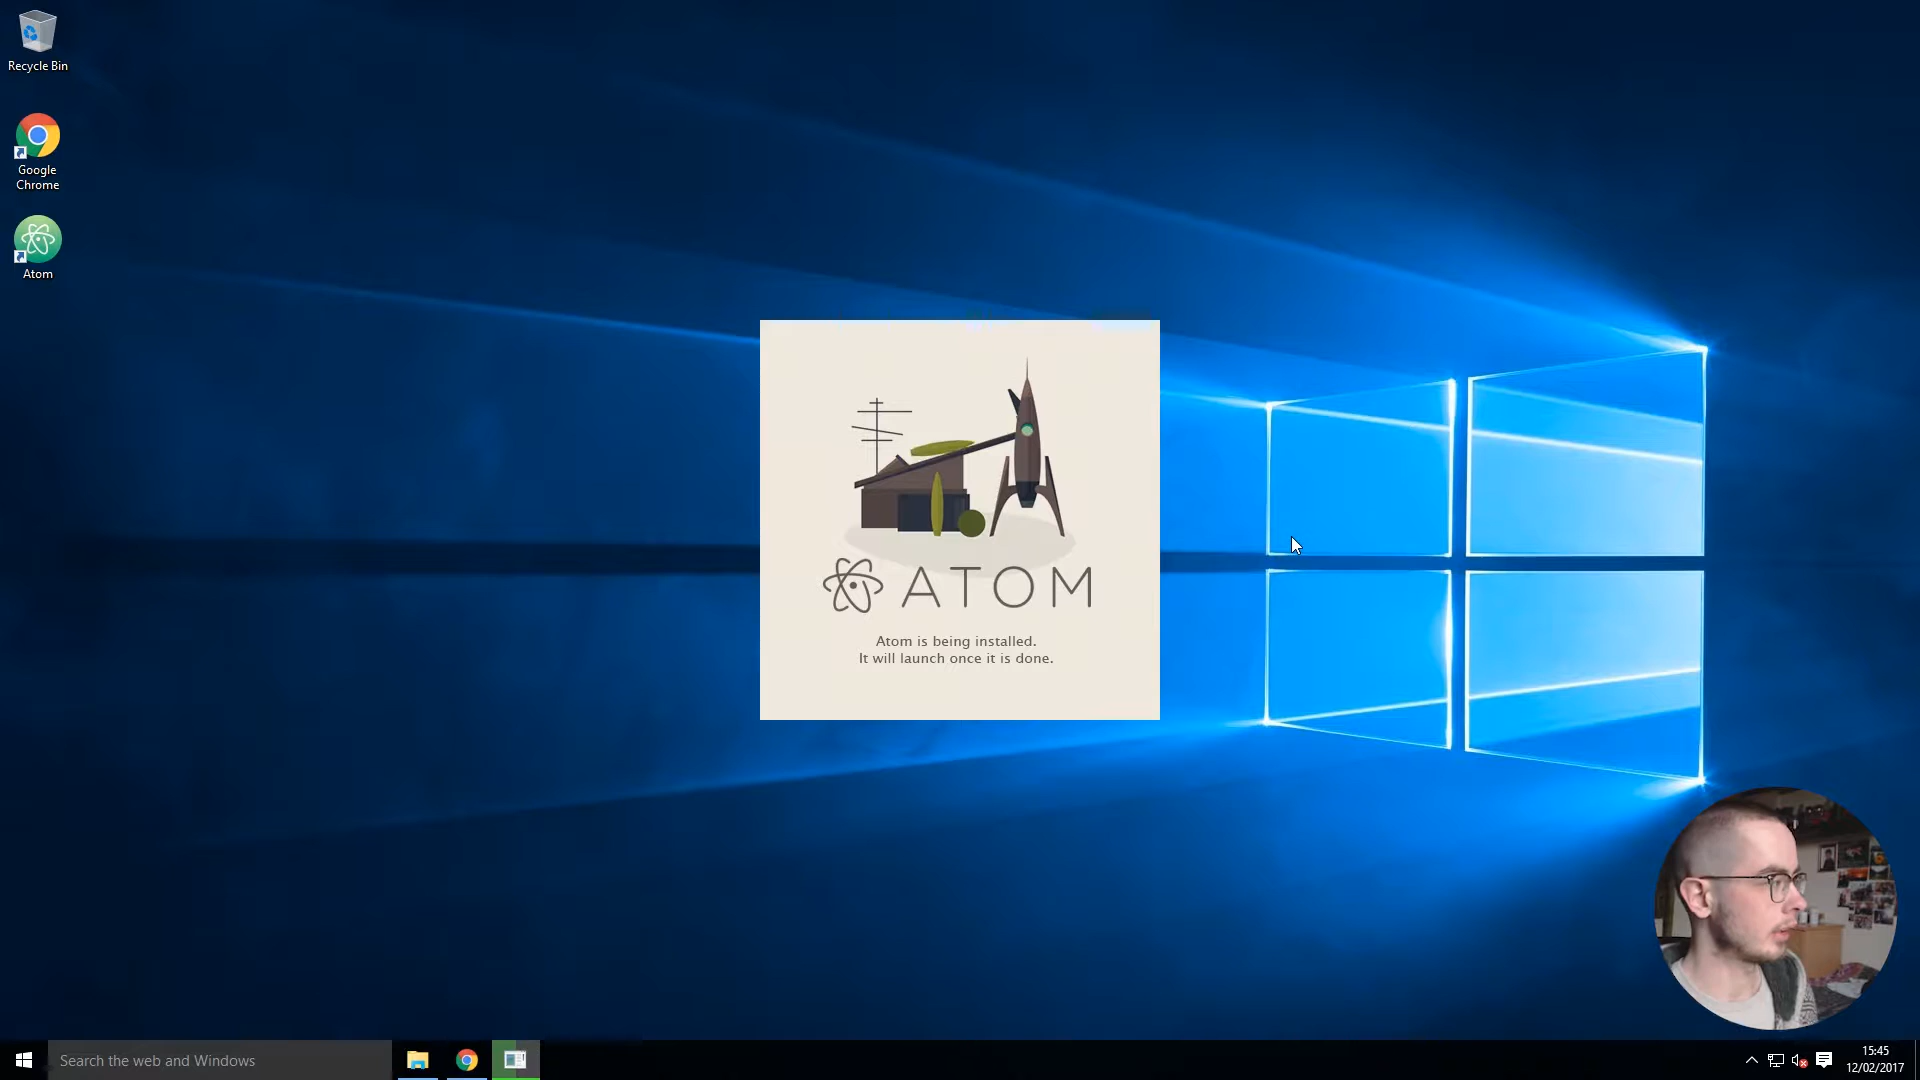 Recycle Bin
Google
Chrome
Atom
ATOM
Atom is being installed.
It will launch once it is done.
Search the web and Windows
15:45
12/02/2017